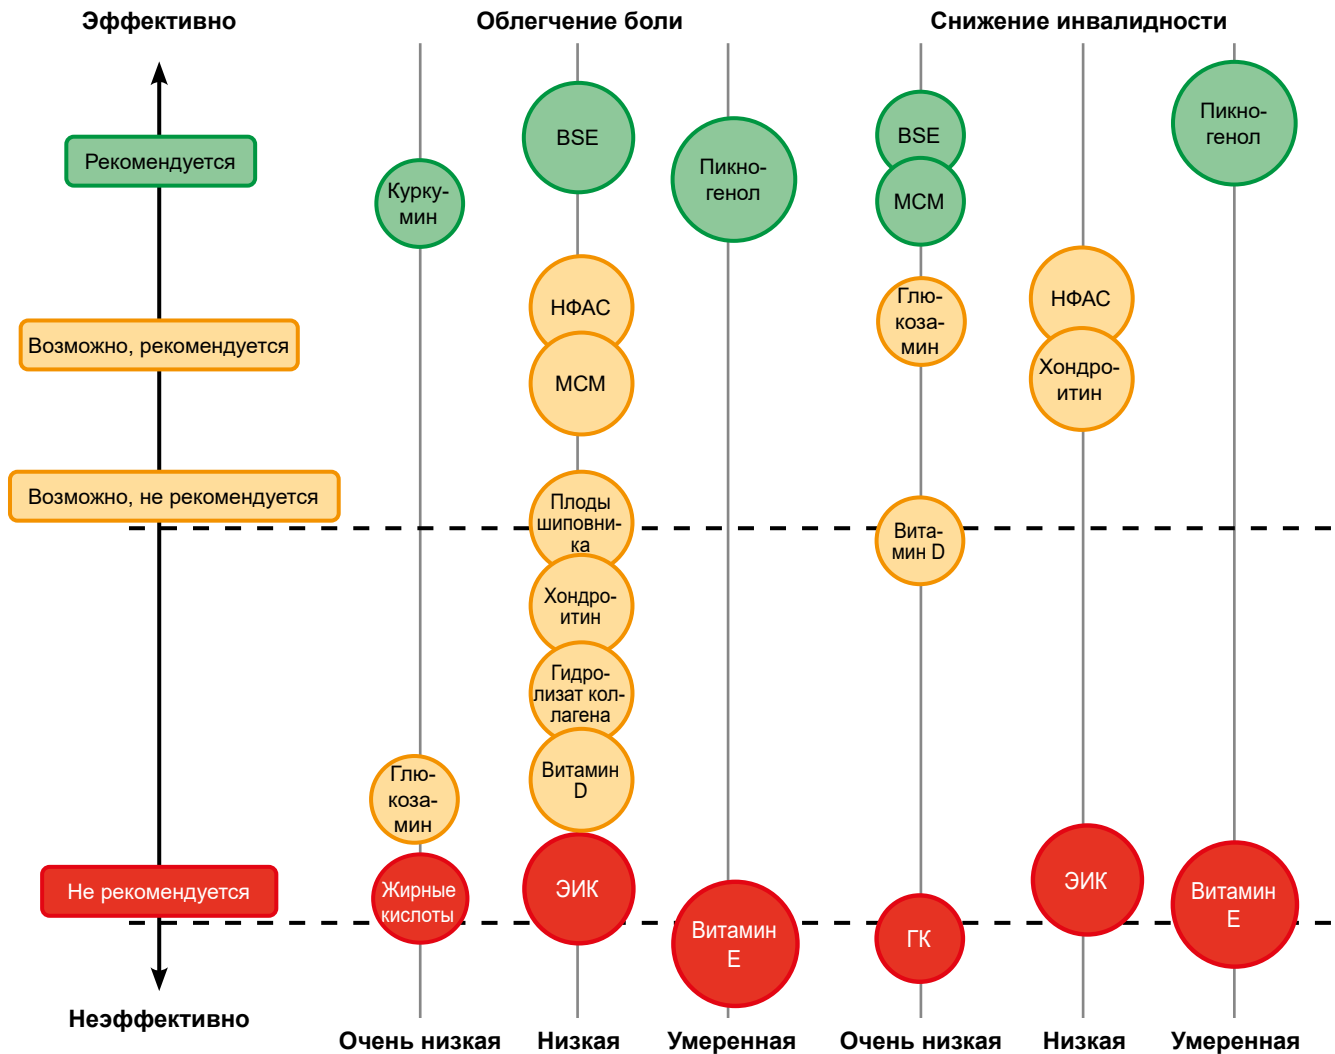 Эффективно
Облегчение боли
Снижение инвалидности
Рекомендуется
Возможно, рекомендуется
Возможно, не рекомендуется
Не рекомендуется
Неэффективно
Курку-
мин
Глю-
коза-
мин
Жирные
кислоты
BSE
НФАС
МСМ
Плоды
шиповни-
ка
Хондро-
итин
Гидро-
лизат кол-
лагена
Витамин
D
ЭИК
Пикно-
генол
Витамин
Е
BSE
МСМ
Глю-
коза-
мин
Вита-
мин D
ГК
НФАС
Хондро-
итин
ЭИК
Пикно-
генол
Витамин
Е
Очень низкая
Низкая
Умеренная
Очень низкая
Низкая
Умеренная